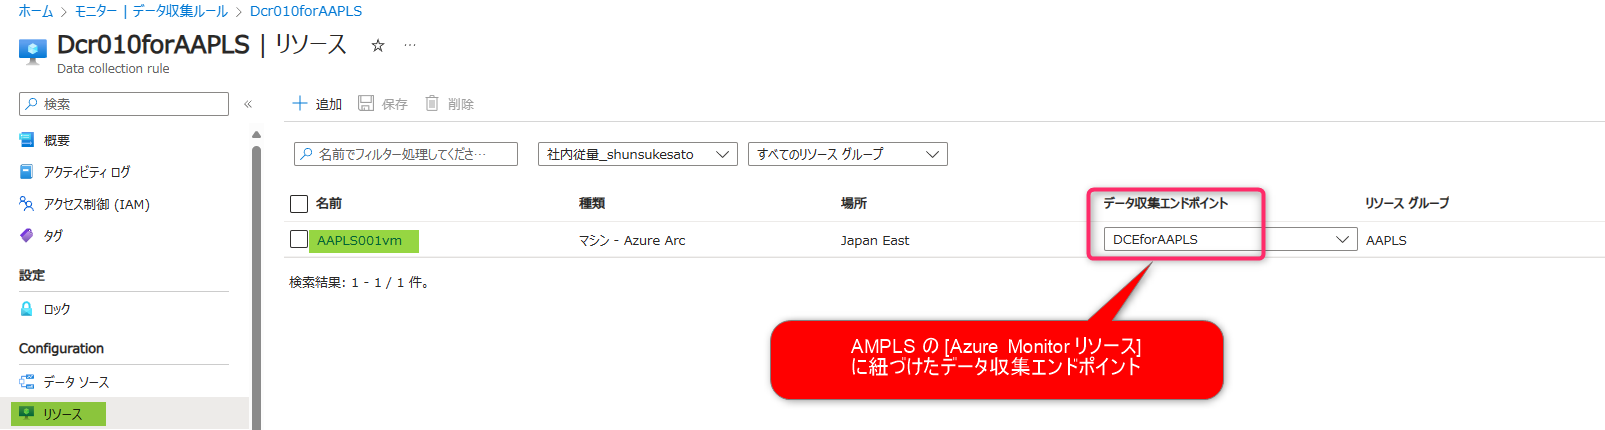 ホーム > モニター | データ収集ルール > Dcr010forAAPLS
Dcr010forAAPLS | リソース ☆ …
Data collection rule
検索 «
＋ 追加 保存 削除
概要
アクティビティ ログ
アクセス制御 (IAM)
タグ
設定
ロック
Configuration
データ ソース
リソース
名前でフィルター処理してくださ… 社内従量_shunsukesato すべてのリソース グループ
名前 種類 場所 データ収集エンドポイント リソース グループ
AAPLS001vm マシン - Azure Arc Japan East DCEforAAPLS AAPLS
検索結果: 1 - 1 / 1 件。
AMPLS の [Azure Monitor リソース]
に紐づけたデータ収集エンドポイント